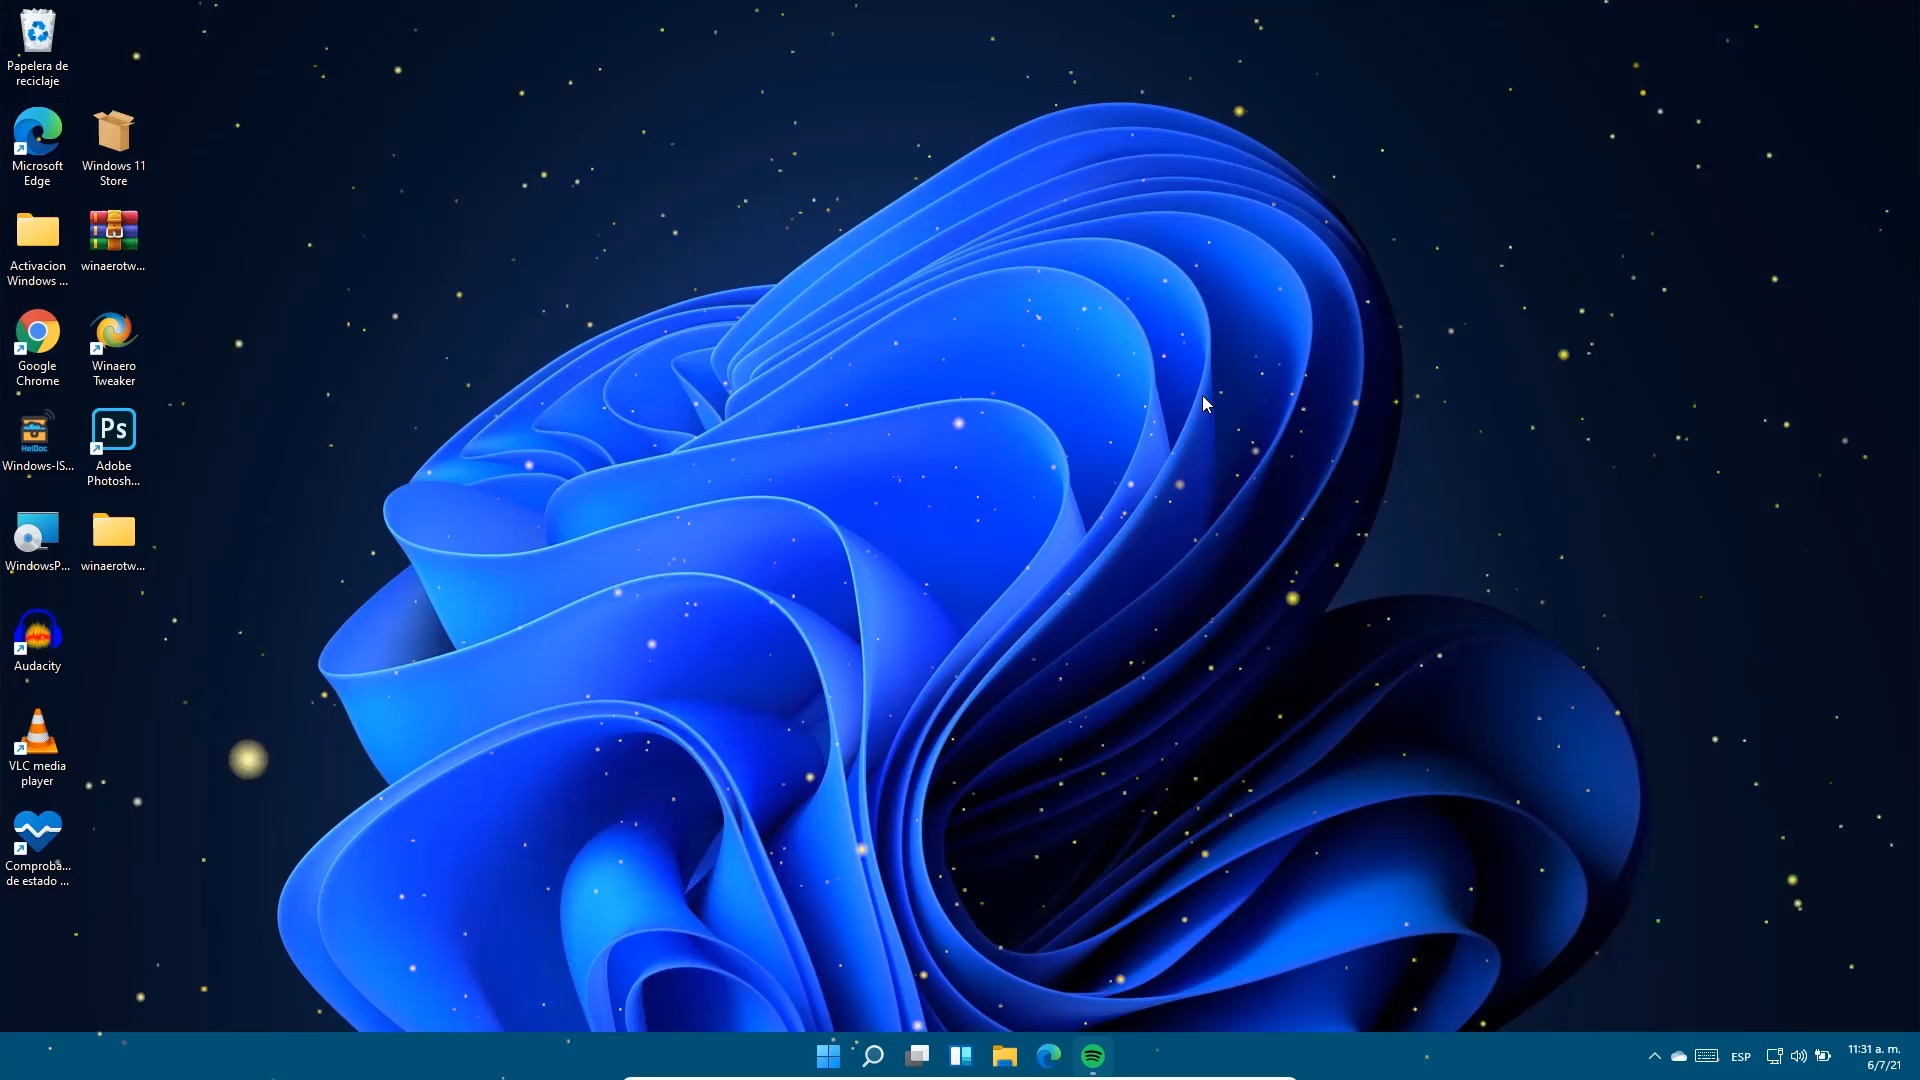 Papelera de
reciclaje
Microsoft
Edge
Windows 11
Store
Activacion
Windows ...
winaerotw...
Google
Chrome
Winaero
Tweaker
HeiDoc
Windows-IS...
Ps
Adobe
Photosh...
WindowsP...
winaerotw...
Audacity
VLC media
player
Comproba...
de estado ...
ESP
11:31 a. m.
6/7/21